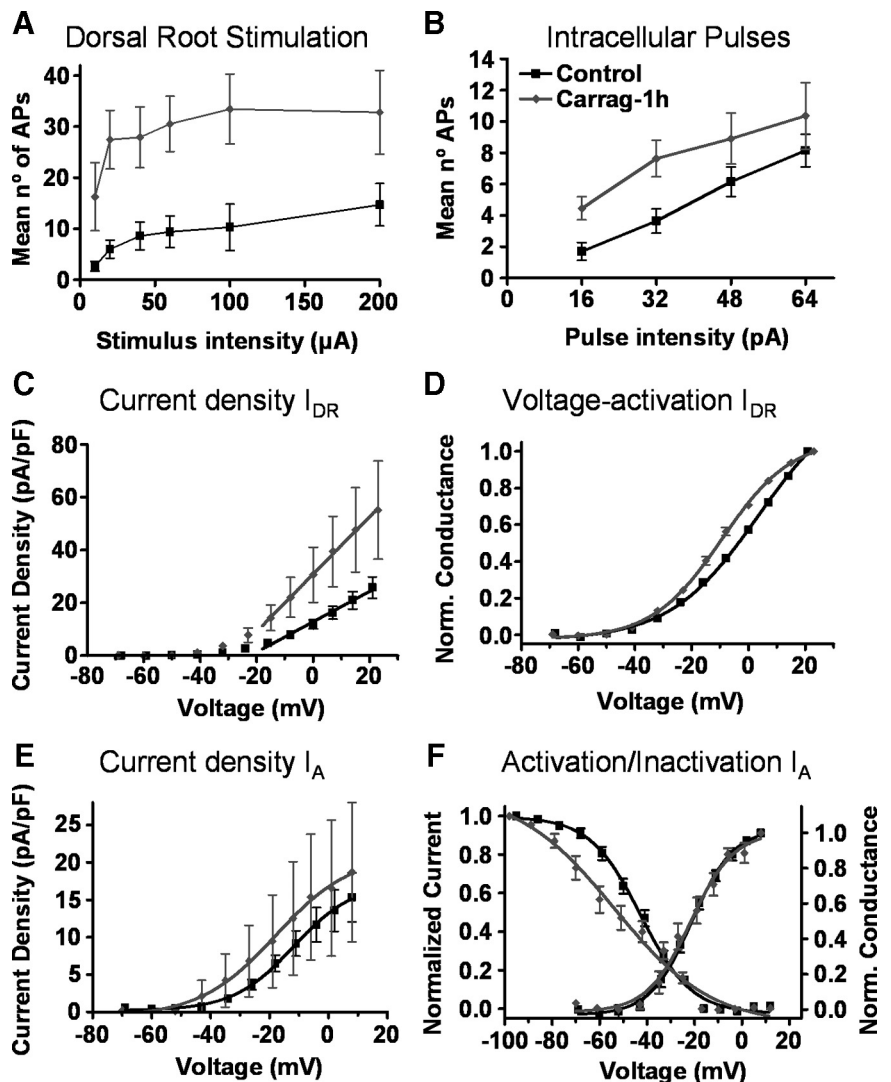 A
Dorsal Root Stimulation
Mean nº of APs
40
30
20
10
0
0 50 100 150 200
Stimulus intensity (µA)
B
Intracellular Pulses
Control
Carrag-1h
Mean nº APs
14
12
10
8
6
4
2
0
0 16 32 48 64
Pulse intensity (pA)
C
Current density I_DR
Current Density (pA/pF)
80
60
40
20
0
-80 -60 -40 -20 0 20
Voltage (mV)
D
Voltage-activation I_DR
Norm. Conductance
1.0
0.8
0.6
0.4
0.2
0.0
-80 -60 -40 -20 0 20
Voltage (mV)
E
Current density I_A
Current Density (pA/pF)
25
20
15
10
5
0
-80 -60 -40 -20 0 20
Voltage (mV)
F
Activation/Inactivation I_A
Normalized Current
1.0
0.8
0.6
0.4
0.2
0.0
1.0
0.8
0.6
0.4
0.2
0.0
Norm. Conductance
-100 -80 -60 -40 -20 0 20
Voltage (mV)